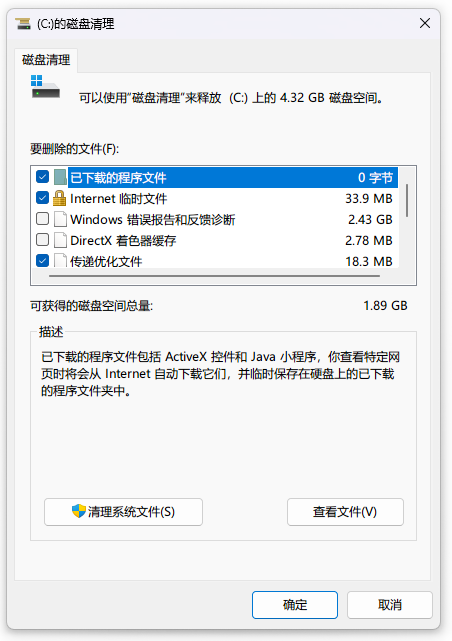 (C:)的磁盘清理
磁盘清理
可以使用"磁盘清理"来释放 (C:) 上的 4.32 GB 磁盘空间。
要删除的文件(F):
已下载的程序文件 0 字节
Internet 临时文件 33.9 MB
Windows 错误报告和反馈诊断 2.43 GB
DirectX 着色器缓存 2.78 MB
传递优化文件 18.3 MB
可获得的磁盘空间总量: 1.89 GB
描述
已下载的程序文件包括 ActiveX 控件和 Java 小程序，你查看特定网
页时将会从 Internet 自动下载它们，并临时保存在硬盘上的已下载
的程序文件夹中。
清理系统文件(S) 查看文件(V)
确定 取消